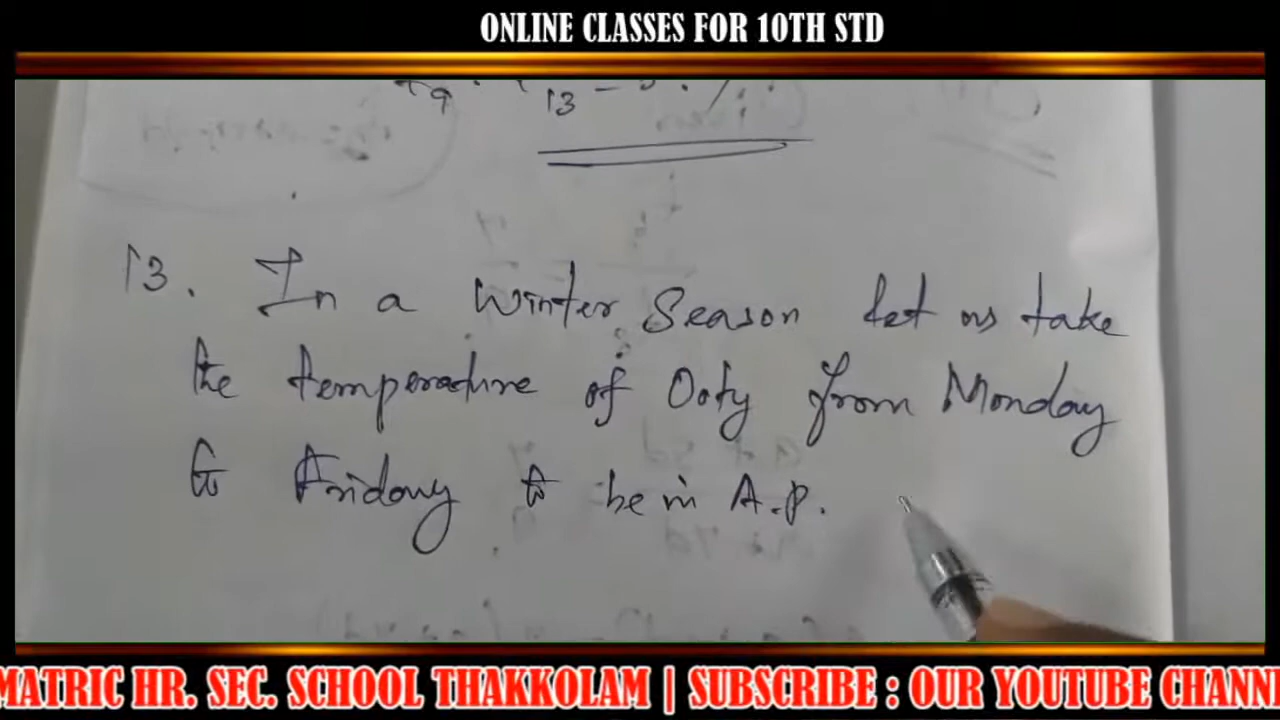 ONLINE CLASSES FOR 10TH STD
13. In a Winter Season let us take
the temperature of Ooty from Monday
to Friday to be in A.P.
MATRIC HR. SEC. SCHOOL THAKKOLAM | SUBSCRIBE : OUR YOUTUBE CHANN